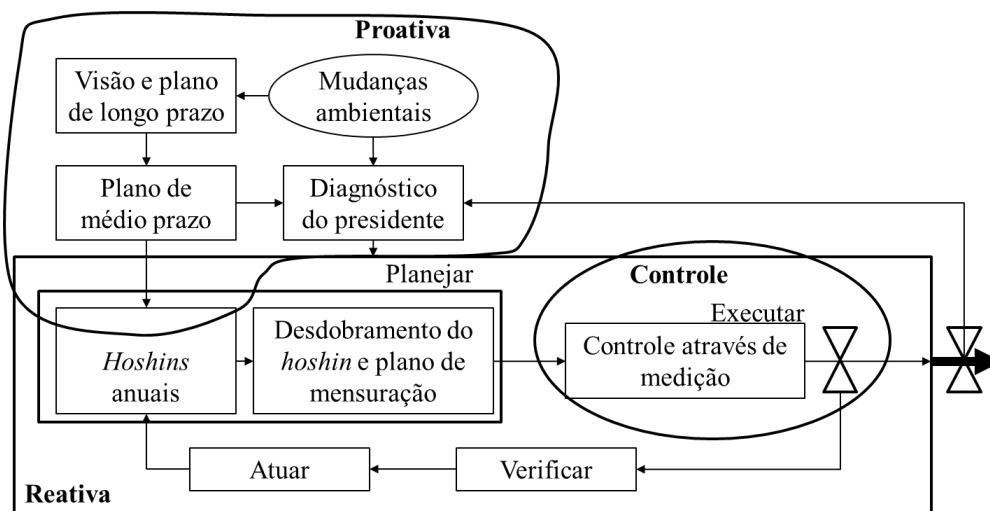 Proativa
Visão e plano
de longo prazo
Mudanças
ambientais
Plano de
médio prazo
Diagnóstico
do presidente
Planejar
Controle
Executar
Hoshins
anuais
Desdobramento do
hoshin e plano de
mensuração
Controle através de
medição
Atuar
Verificar
Reativa